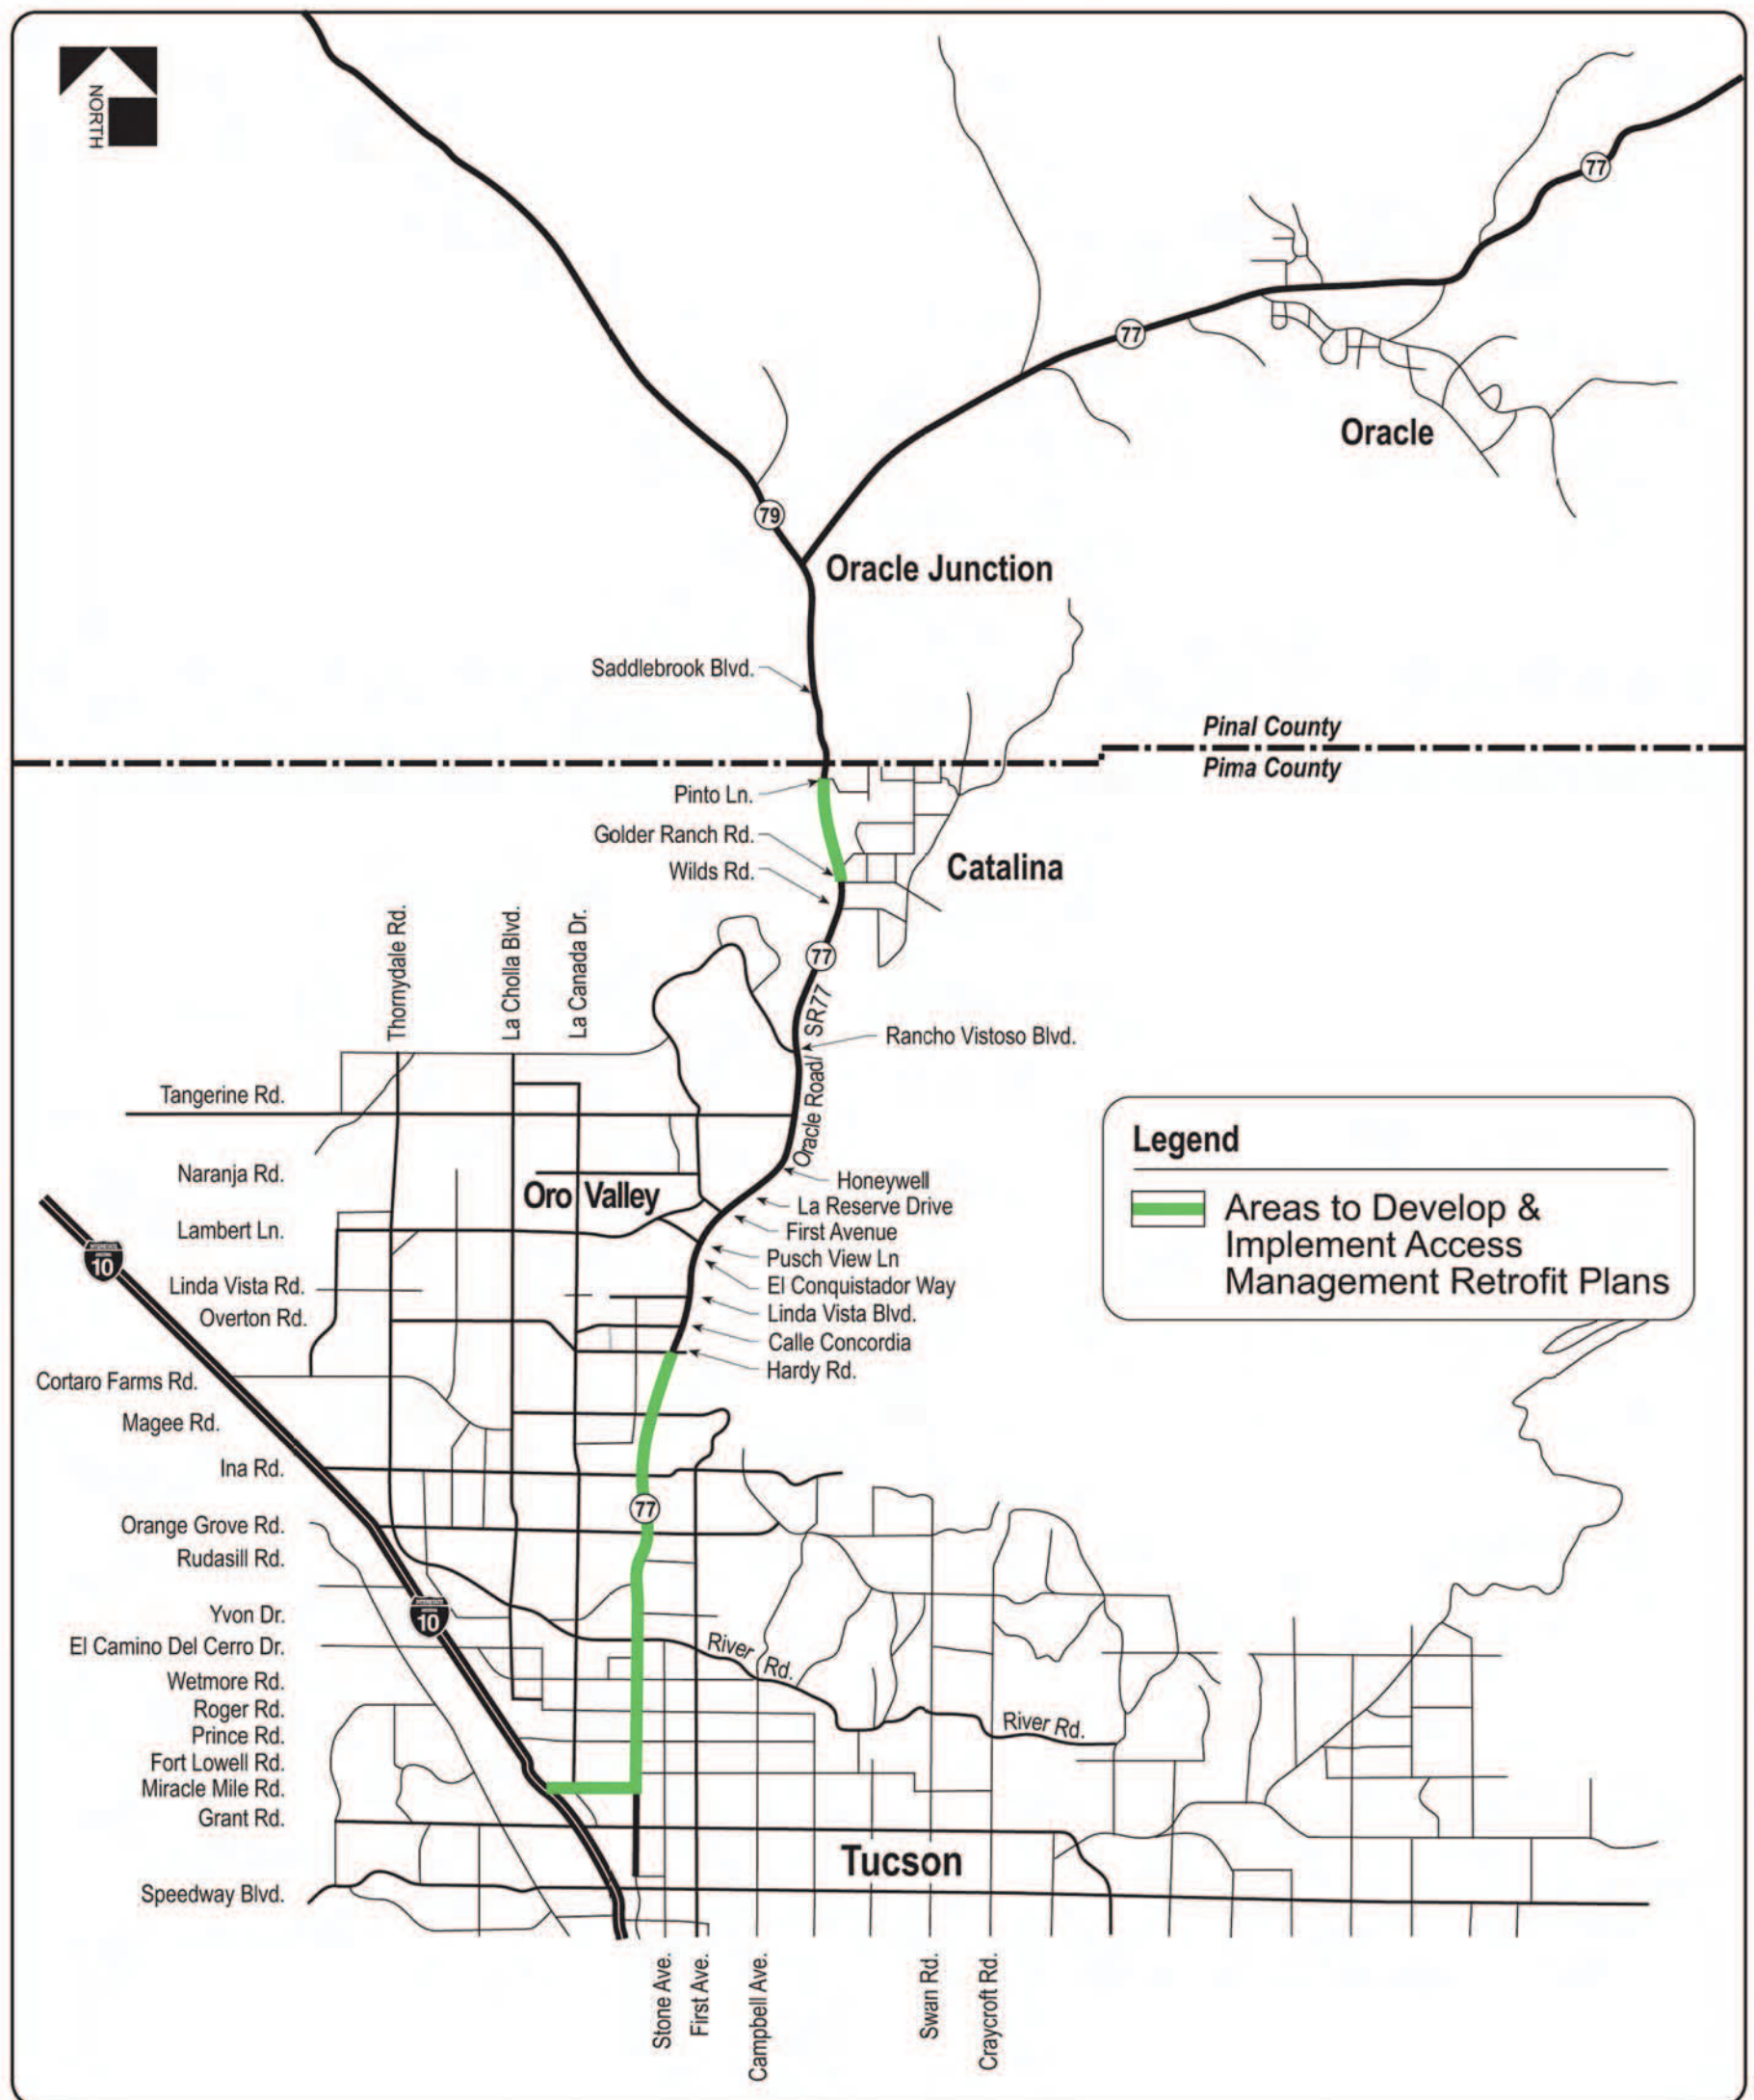 NORTH
77
77
Oracle
79
Oracle Junction
Saddlebrook Blvd.
Pinal County
Pima County
Pinto Ln.
Golder Ranch Rd.
Wilds Rd.
Catalina
Thornydale Rd.
La Cholla Blvd.
La Canada Dr.
77
Oracle Road/ SR77
Rancho Vistoso Blvd.
Tangerine Rd.
Naranja Rd.
Oro Valley
Honeywell
La Reserve Drive
First Avenue
Pusch View Ln
El Conquistador Way
Linda Vista Blvd.
Calle Concordia
Hardy Rd.
Legend
Areas to Develop &
Implement Access
Management Retrofit Plans
Lambert Ln.
10
Linda Vista Rd.
Overton Rd.
Cortaro Farms Rd.
Magee Rd.
Ina Rd.
77
Orange Grove Rd.
Rudasill Rd.
10
Yvon Dr.
El Camino Del Cerro Dr.
River Rd.
Wetmore Rd.
Roger Rd.
River Rd.
Prince Rd.
Fort Lowell Rd.
Miracle Mile Rd.
Grant Rd.
Tucson
Speedway Blvd.
Stone Ave.
First Ave.
Campbell Ave.
Swan Rd.
Craycroft Rd.